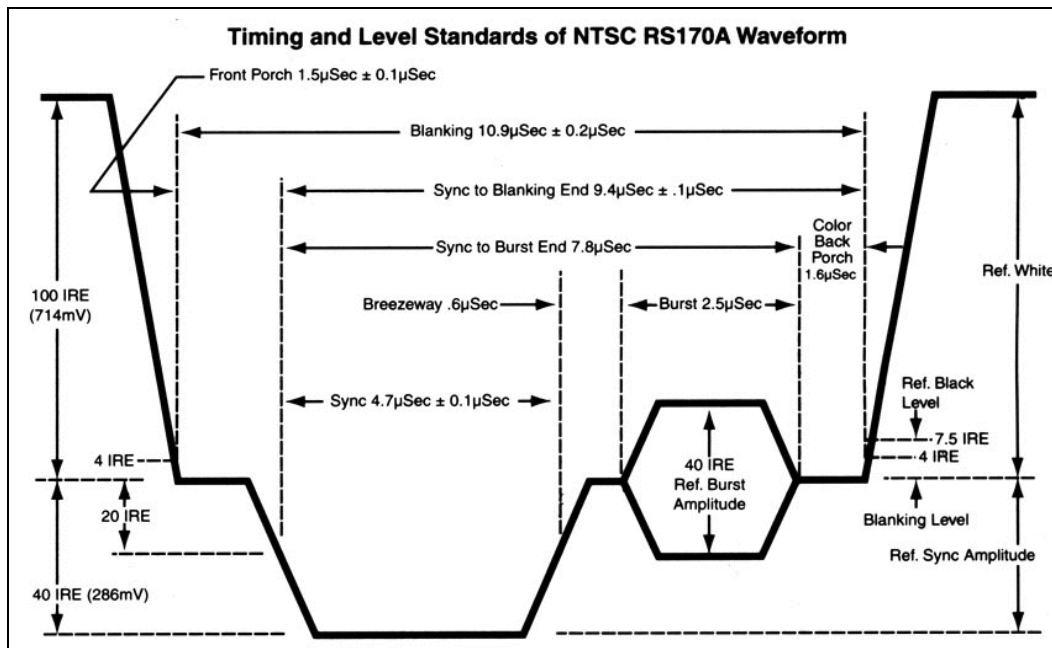 Timing and Level Standards of NTSC RS170A Waveform
Front Porch 1.5µSec ± 0.1µSec
Blanking 10.9µSec ± 0.2µSec
Sync to Blanking End 9.4µSec ± .1µSec
Sync to Burst End 7.8µSec
Color
Back
Porch
1.6µSec
100 IRE
(714mV)
Breezeway .6µSec
Burst 2.5µSec
Ref. White
Sync 4.7µSec ± 0.1µSec
Ref. Black
Level
7.5 IRE
4 IRE
4 IRE
40 IRE
Ref. Burst
Amplitude
20 IRE
Blanking Level
Ref. Sync Amplitude
40 IRE (286mV)